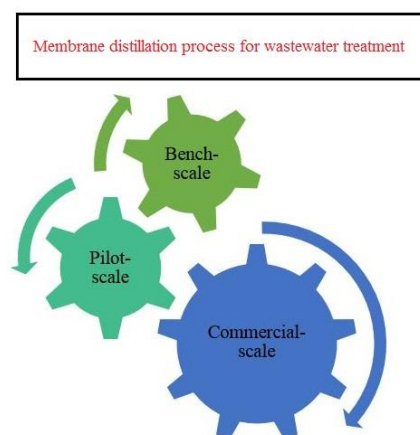 Membrane distillation process for wastewater treatment
Bench-
scale
Pilot-
scale
Commercial-
scale